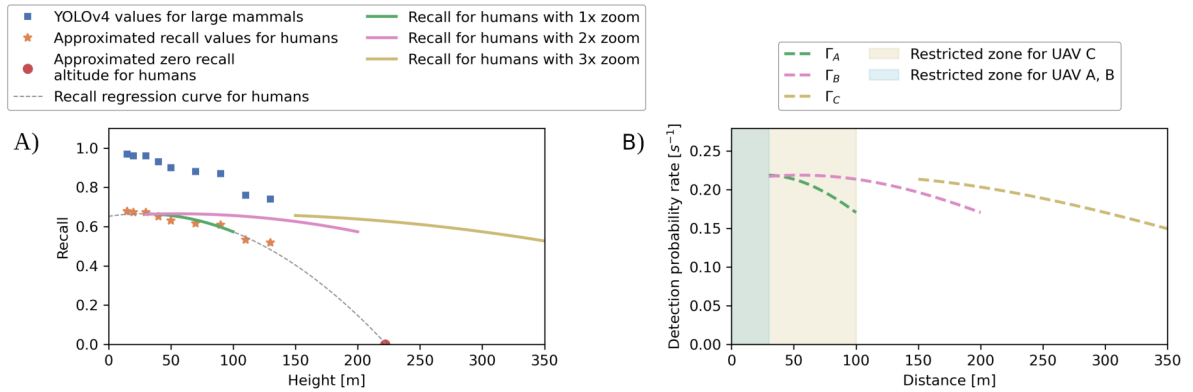 YOLOv4 values for large mammals
Approximated recall values for humans
Approximated zero recall
altitude for humans
Recall regression curve for humans
Recall for humans with 1x zoom
Recall for humans with 2x zoom
Recall for humans with 3x zoom
A)
Recall
1.0
0.8
0.6
0.4
0.2
0.0
0 50 100 150 200 250 300 350
Height [m]
Γ_A
Γ_B
Γ_C
Restricted zone for UAV C
Restricted zone for UAV A, B
B)
Detection probability rate [s⁻¹]
0.25
0.20
0.15
0.10
0.05
0.00
0 50 100 150 200 250 300 350
Distance [m]